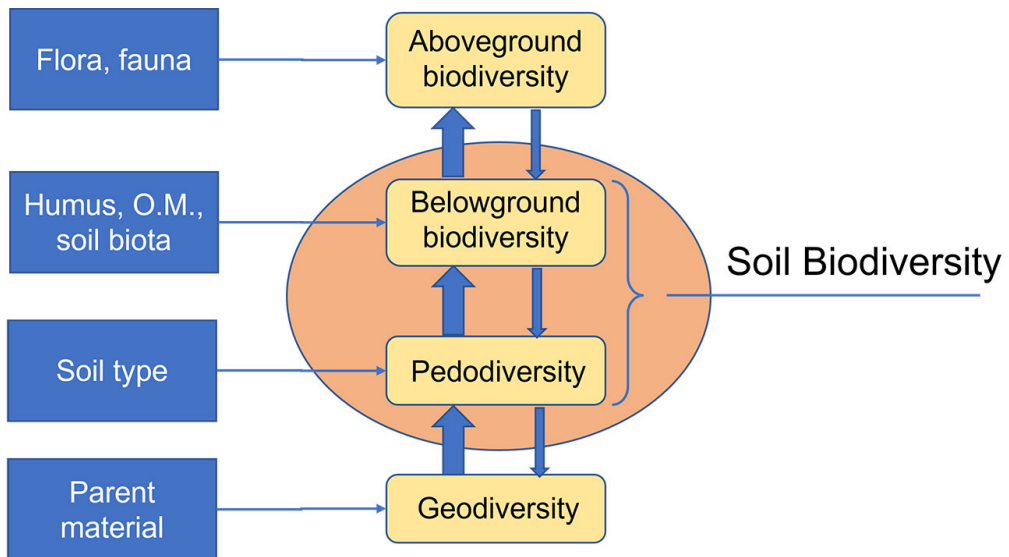 Flora, fauna
Aboveground
biodiversity
Humus, O.M.,
soil biota
Belowground
biodiversity
Soil Biodiversity
Soil type
Pedodiversity
Parent
material
Geodiversity